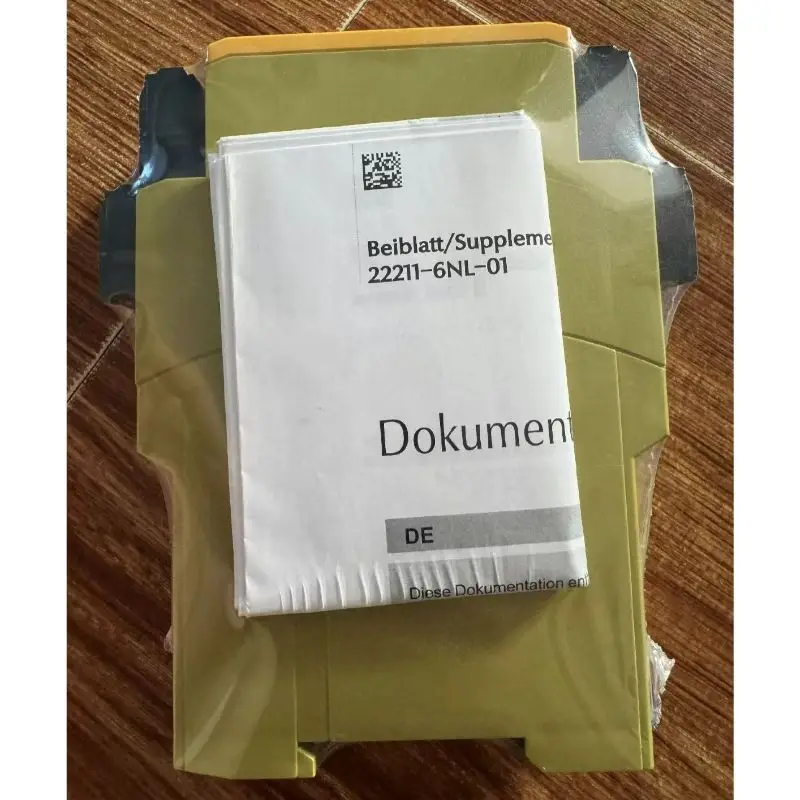 Beiblatt/Suppleme
22211-6NL-01
Dokument
DE
Diese Dokumentation en